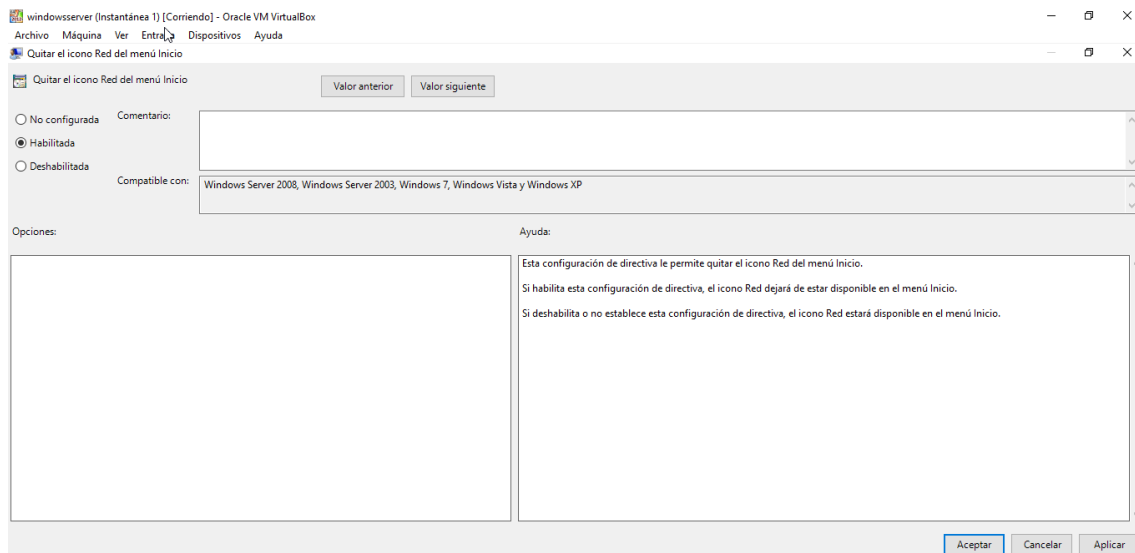 windowsserver (Instantánea 1) [Corriendo] - Oracle VM VirtualBox
Archivo Máquina Ver Entrada Dispositivos Ayuda
Quitar el icono Red del menú Inicio
Quitar el icono Red del menú Inicio
Valor anterior Valor siguiente
No configurada
Habilitada
Deshabilitada
Comentario:
Compatible con:
Windows Server 2008, Windows Server 2003, Windows 7, Windows Vista y Windows XP
Opciones:
Ayuda:
Esta configuración de directiva le permite quitar el icono Red del menú Inicio.
Si habilita esta configuración de directiva, el icono Red dejará de estar disponible en el menú Inicio.
Si deshabilita o no establece esta configuración de directiva, el icono Red estará disponible en el menú Inicio.
Aceptar Cancelar Aplicar